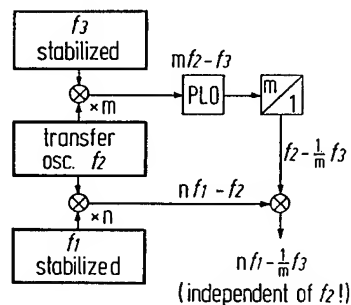 f3
stabilized
×m
mf2-f3
PLO
m/1
transfer
osc. f2
f2-1/m f3
×n
nf1-f2
f1
stabilized
nf1-1/m f3
(independent of f2!)